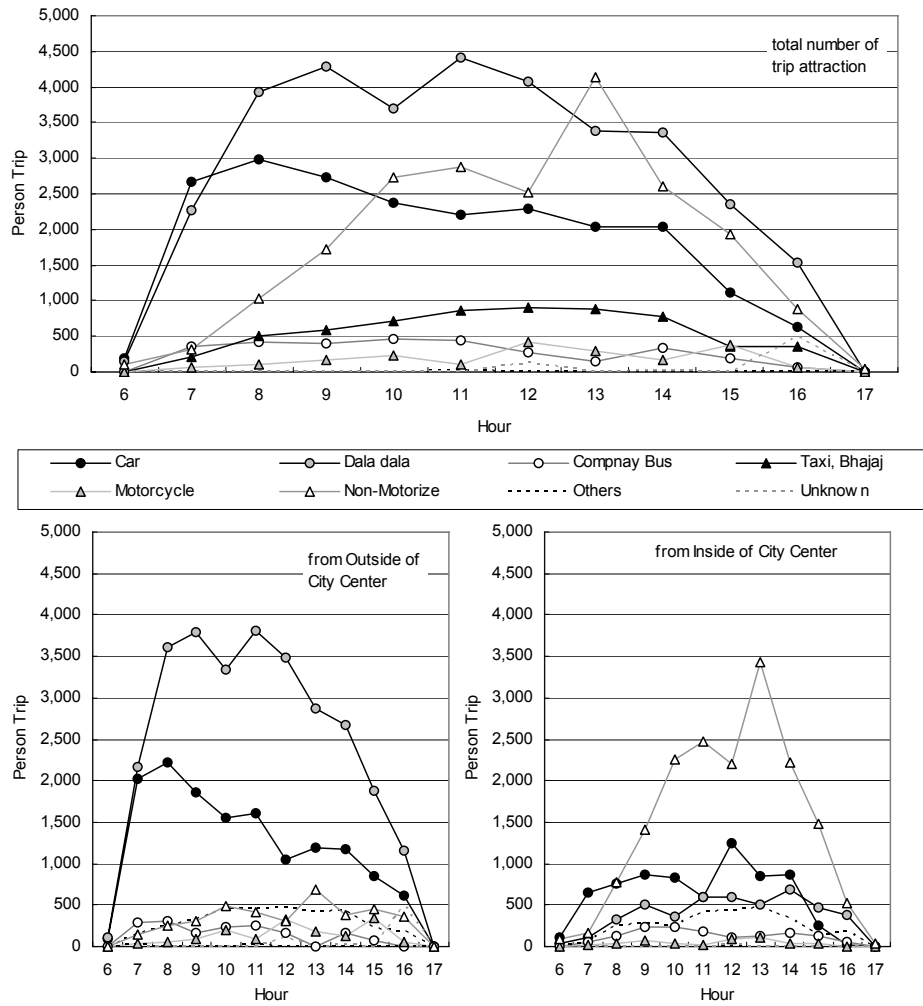 5,000
4,500
4,000
3,500
3,000
2,500
2,000
1,500
1,000
500
0
Person Trip
total number of
trip attraction
6 7 8 9 10 11 12 13 14 15 16 17
Hour
Car Dala dala Compnay Bus Taxi, Bhajaj
Motorcycle Non-Motorize Others Unknown
5,000
4,500
4,000
3,500
3,000
2,500
2,000
1,500
1,000
500
0
Person Trip
from Outside of
City Center
6 7 8 9 10 11 12 13 14 15 16 17
Hour
5,000
4,500
4,000
3,500
3,000
2,500
2,000
1,500
1,000
500
0
Person Trip
from Inside of City Center
6 7 8 9 10 11 12 13 14 15 16 17
Hour